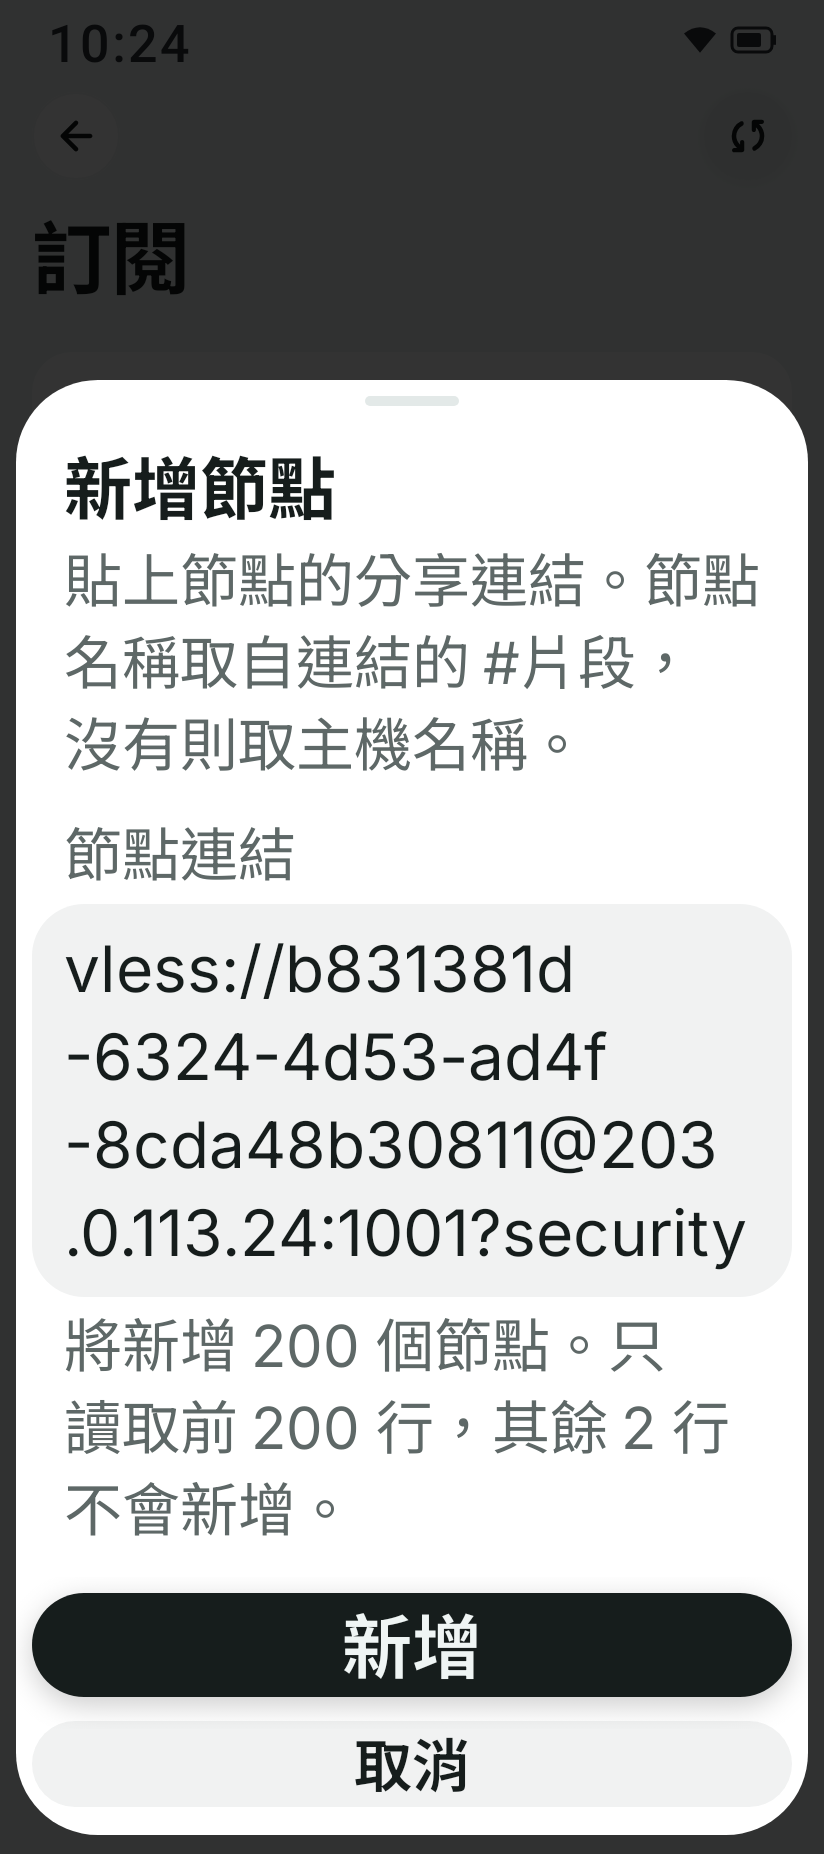 10:24
訂閱
新增節點
貼上節點的分享連結。節點
名稱取自連結的 #片段，
沒有則取主機名稱。
節點連結
vless://b831381d
-6324-4d53-ad4f
-8cda48b30811@203
.0.113.24:1001?security
將新增 200 個節點。只
讀取前 200 行，其餘 2 行
不會新增。
新增
取消